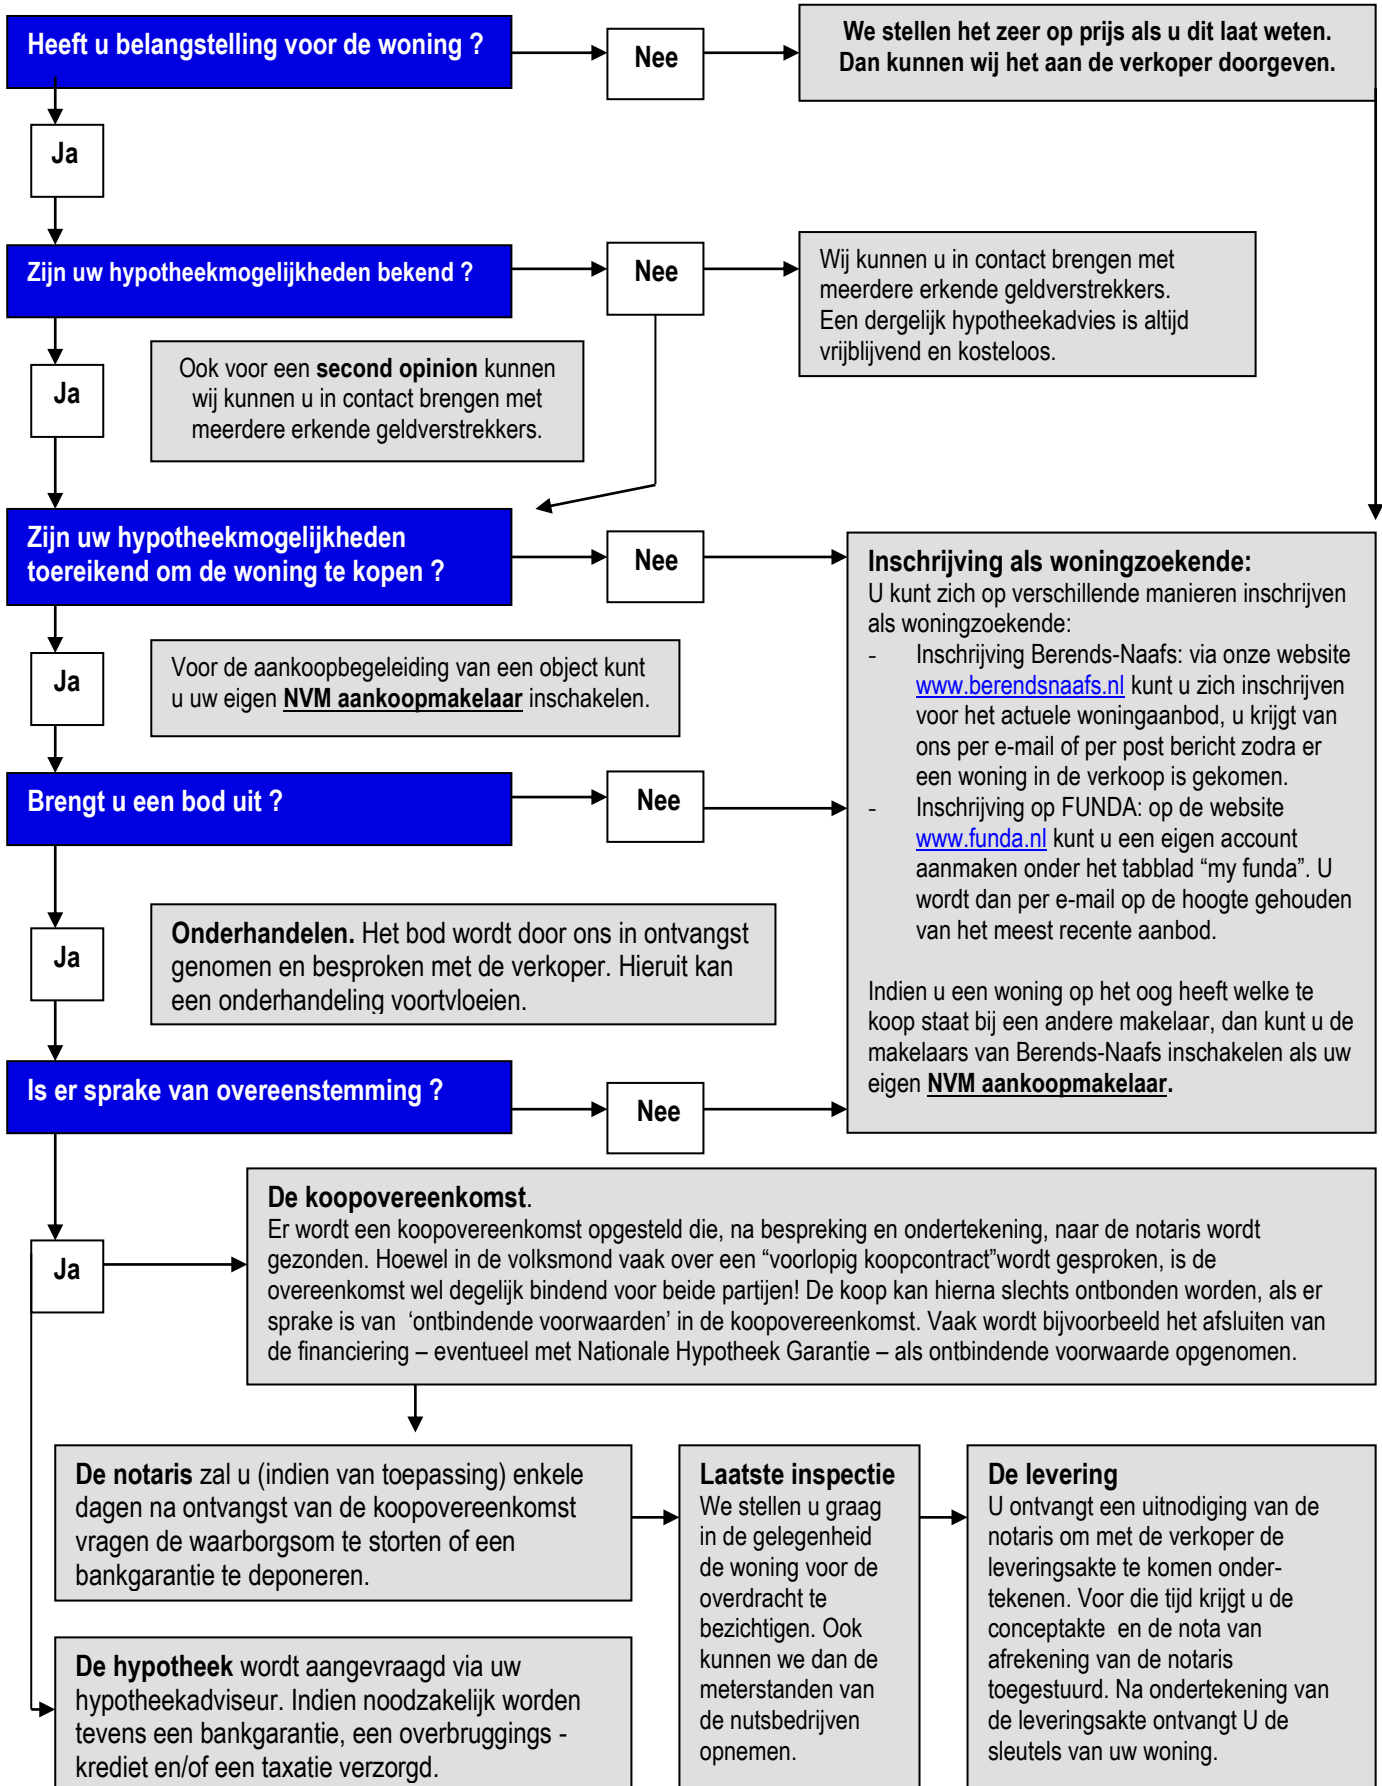 Heeft u belangstelling voor de woning ?
Nee
We stellen het zeer op prijs als u dit laat weten.
Dan kunnen wij het aan de verkoper doorgeven.
Ja
Zijn uw hypotheekmogelijkheden bekend ?
Nee
Wij kunnen u in contact brengen met
meerdere erkende geldverstrekkers.
Een dergelijk hypotheekadvies is altijd
vrijblijvend en kosteloos.
Ja
Ook voor een second opinion kunnen
wij kunnen u in contact brengen met
meerdere erkende geldverstrekkers.
Zijn uw hypotheekmogelijkheden
toereikend om de woning te kopen ?
Nee
Ja
Voor de aankoopbegeleiding van een object kunt
u uw eigen NVM aankoopmakelaar inschakelen.
Brengt u een bod uit ?
Nee
Inschrijving als woningzoekende:
U kunt zich op verschillende manieren inschrijven
als woningzoekende:
- Inschrijving Berends-Naafs: via onze website
www.berendsnaafs.nl kunt u zich inschrijven
voor het actuele woningaanbod, u krijgt van
ons per e-mail of per post bericht zodra er
een woning in de verkoop is gekomen.
- Inschrijving op FUNDA: op de website
www.funda.nl kunt u een eigen account
aanmaken onder het tabblad “my funda”. U
wordt dan per e-mail op de hoogte gehouden
van het meest recente aanbod.
Indien u een woning op het oog heeft welke te
koop staat bij een andere makelaar, dan kunt u de
makelaars van Berends-Naafs inschakelen als uw
eigen NVM aankoopmakelaar.
Ja
Onderhandelen. Het bod wordt door ons in ontvangst
genomen en besproken met de verkoper. Hieruit kan
een onderhandeling voortvloeien.
Is er sprake van overeenstemming ?
Nee
Ja
De koopovereenkomst.
Er wordt een koopovereenkomst opgesteld die, na bespreking en ondertekening, naar de notaris wordt
gezonden. Hoewel in de volksmond vaak over een “voorlopig koopcontract”wordt gesproken, is de
overeenkomst wel degelijk bindend voor beide partijen! De koop kan hierna slechts ontbonden worden, als er
sprake is van ‘ontbindende voorwaarden’ in de koopovereenkomst. Vaak wordt bijvoorbeeld het afsluiten van
de financiering – eventueel met Nationale Hypotheek Garantie – als ontbindende voorwaarde opgenomen.
De notaris zal u (indien van toepassing) enkele
dagen na ontvangst van de koopovereenkomst
vragen de waarborgsom te storten of een
bankgarantie te deponeren.
De hypotheek wordt aangevraagd via uw
hypotheekadviseur. Indien noodzakelijk worden
tevens een bankgarantie, een overbruggings -
krediet en/of een taxatie verzorgd.
Laatste inspectie
We stellen u graag
in de gelegenheid
de woning voor de
overdracht te
bezichtigen. Ook
kunnen we dan de
meterstanden van
de nutsbedrijven
opnemen.
De levering
U ontvangt een uitnodiging van de
notaris om met de verkoper de
leveringsakte te komen onder-
tekenen. Voor die tijd krijgt u de
conceptakte en de nota van
afrekening van de notaris
toegestuurd. Na ondertekening van
de leveringsakte ontvangt U de
sleutels van uw woning.